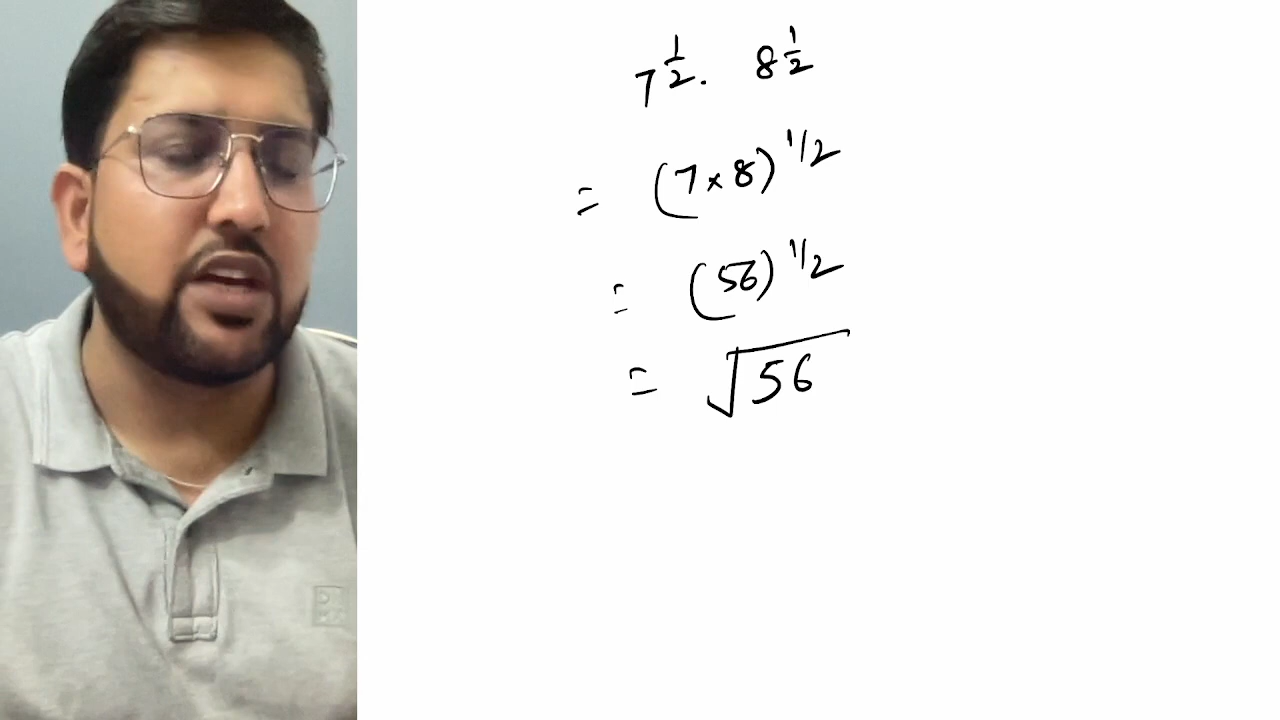 7^{1/2} · 8^{1/2}
= (7 × 8)^{1/2}
= (56)^{1/2}
= √56